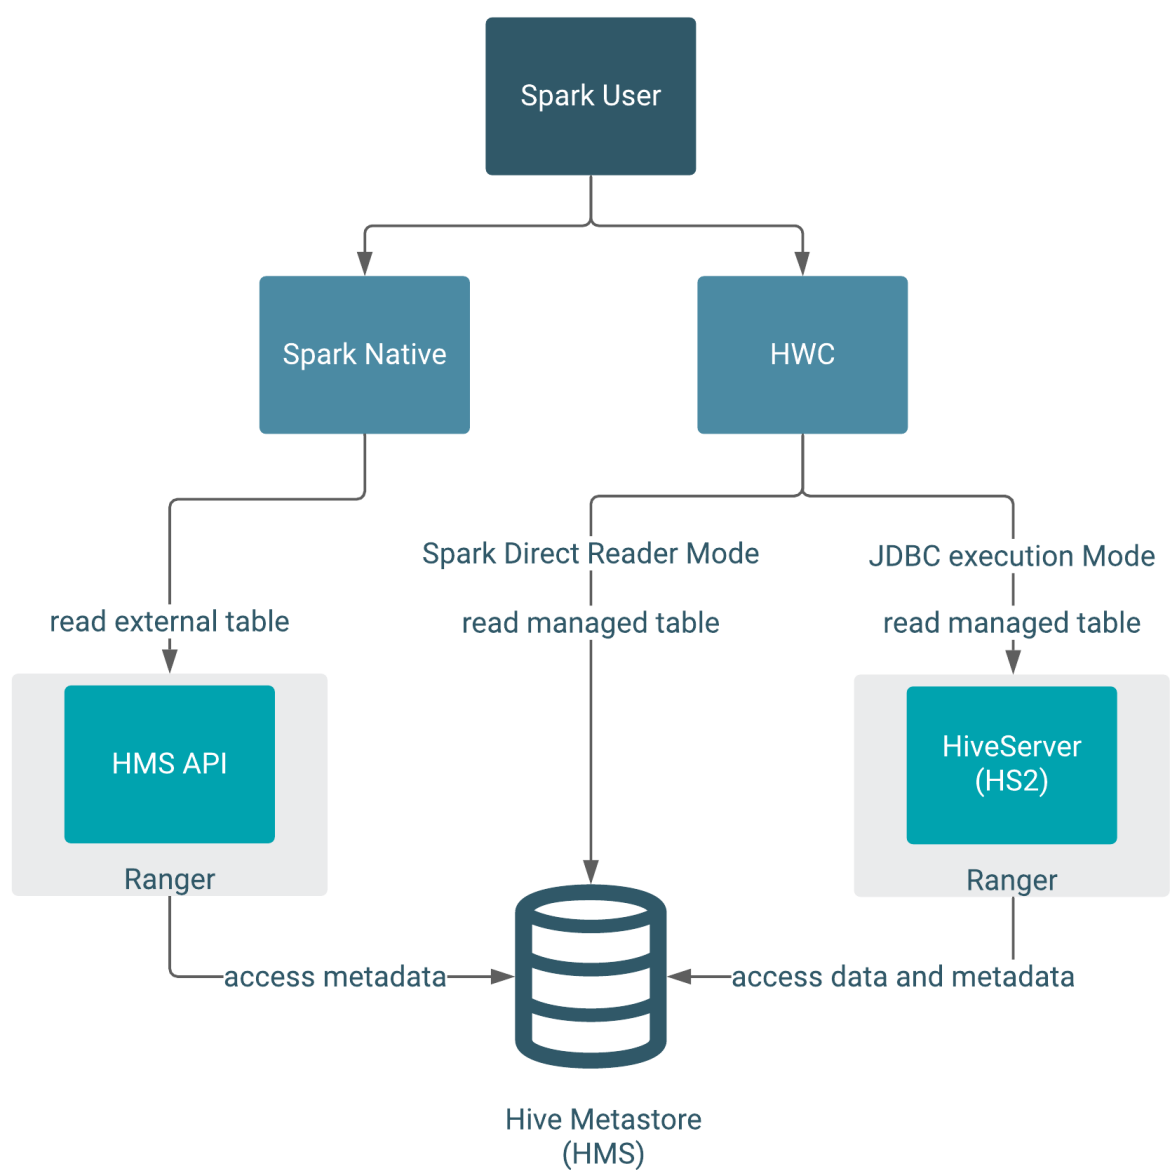 Spark User
Spark Native
HWC
Spark Direct Reader Mode
JDBC execution Mode
read external table
read managed table
read managed table
HMS API
HiveServer
(HS2)
Ranger
Ranger
access metadata
access data and metadata
Hive Metastore
(HMS)